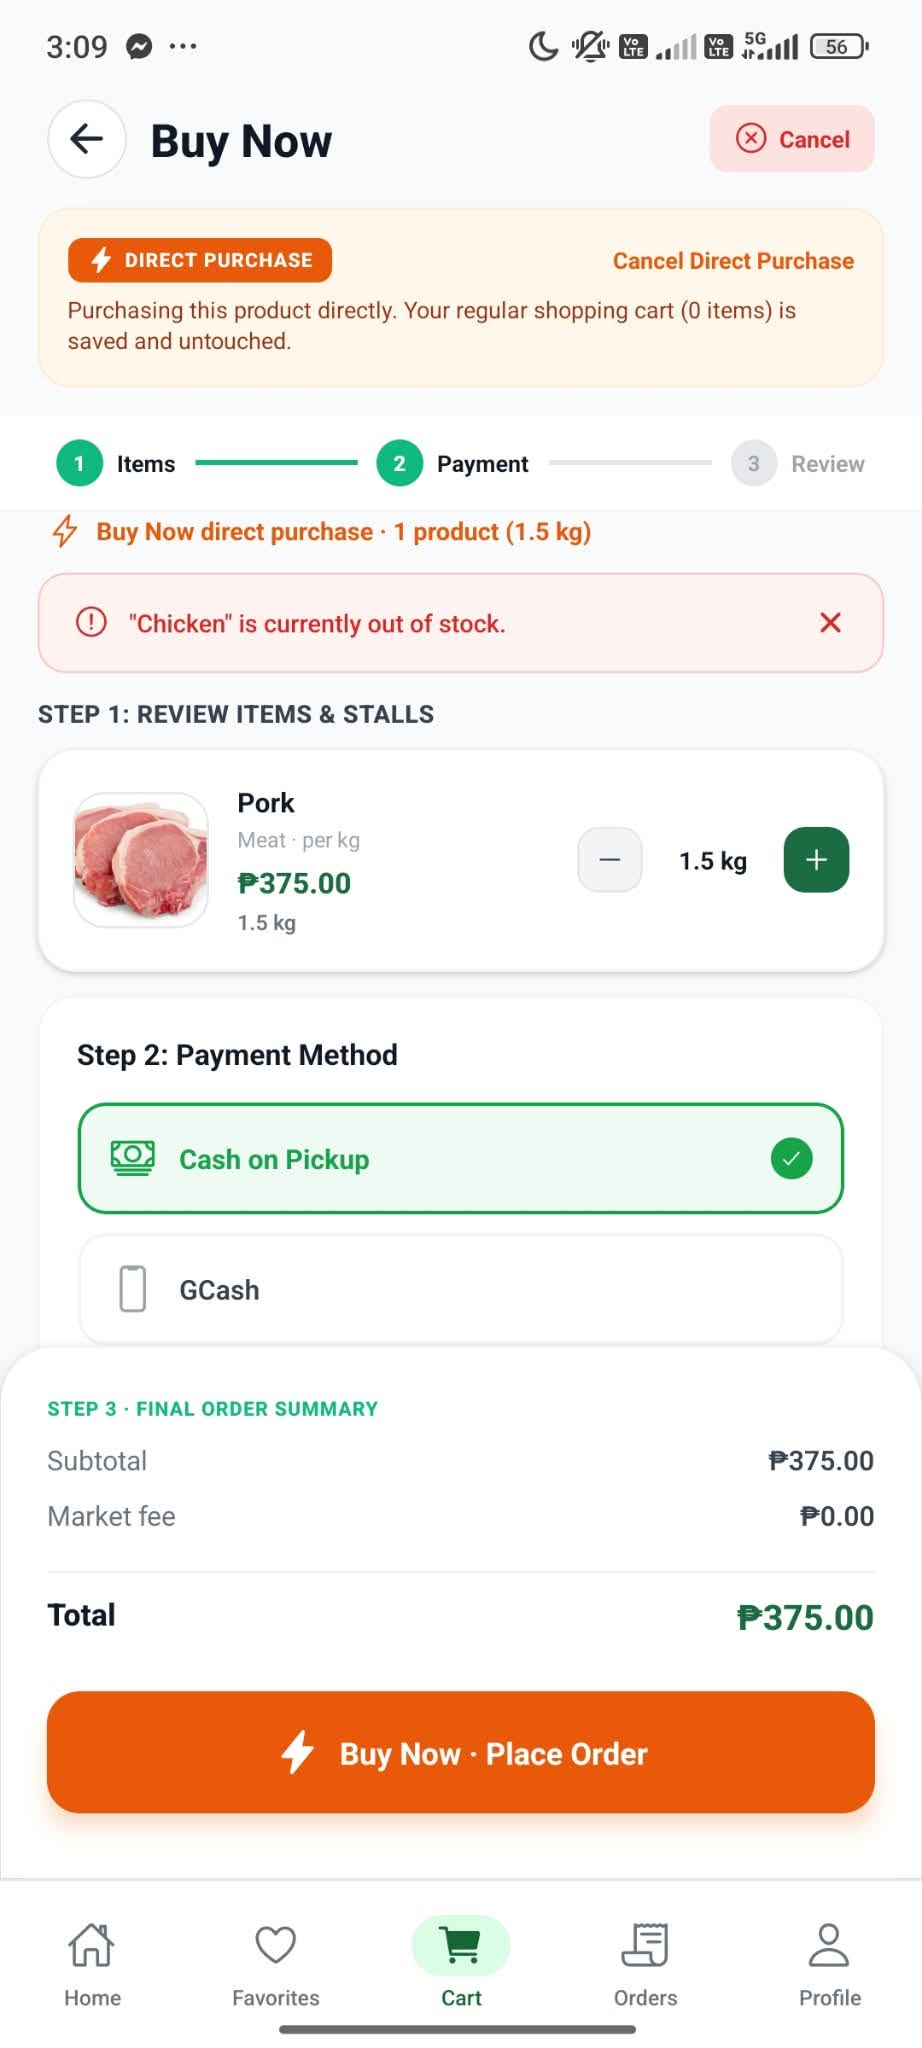 3:09
Vo LTE
Vo LTE
5G
56
Buy Now
Cancel
DIRECT PURCHASE
Cancel Direct Purchase
Purchasing this product directly. Your regular shopping cart (0 items) is
saved and untouched.
1 Items
2 Payment
3 Review
Buy Now direct purchase · 1 product (1.5 kg)
"Chicken" is currently out of stock.
STEP 1: REVIEW ITEMS & STALLS
Pork
Meat · per kg
₱375.00
1.5 kg
1.5 kg
Step 2: Payment Method
Cash on Pickup
GCash
STEP 3 · FINAL ORDER SUMMARY
Subtotal ₱375.00
Market fee ₱0.00
Total ₱375.00
Buy Now · Place Order
Home
Favorites
Cart
Orders
Profile